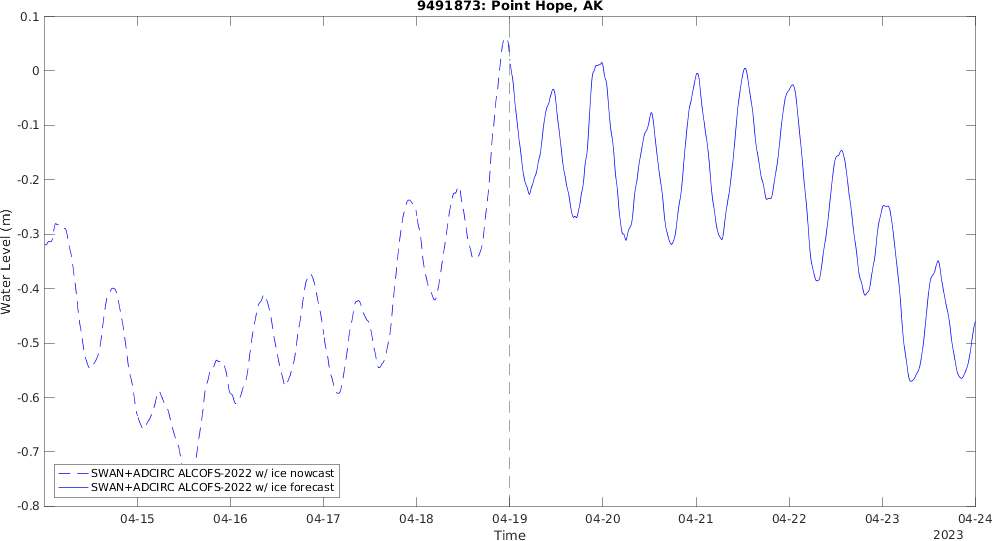 9491873: Point Hope, AK
0.1
0
-0.1
-0.2
-0.3
-0.4
-0.5
-0.6
-0.7
-0.8
Water Level (m)
SWAN+ADCIRC ALCOFS-2022 w/ ice nowcast
SWAN+ADCIRC ALCOFS-2022 w/ ice forecast
04-15 04-16 04-17 04-18 04-19 04-20 04-21 04-22 04-23 04-24
Time
2023